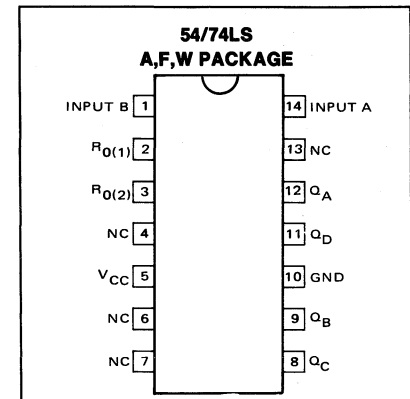 54/74LS
A,F,W PACKAGE
INPUT B 1
14 INPUT A
R0(1) 2
13 NC
R0(2) 3
12 QA
NC 4
11 QD
VCC 5
10 GND
NC 6
9 QB
NC 7
8 QC